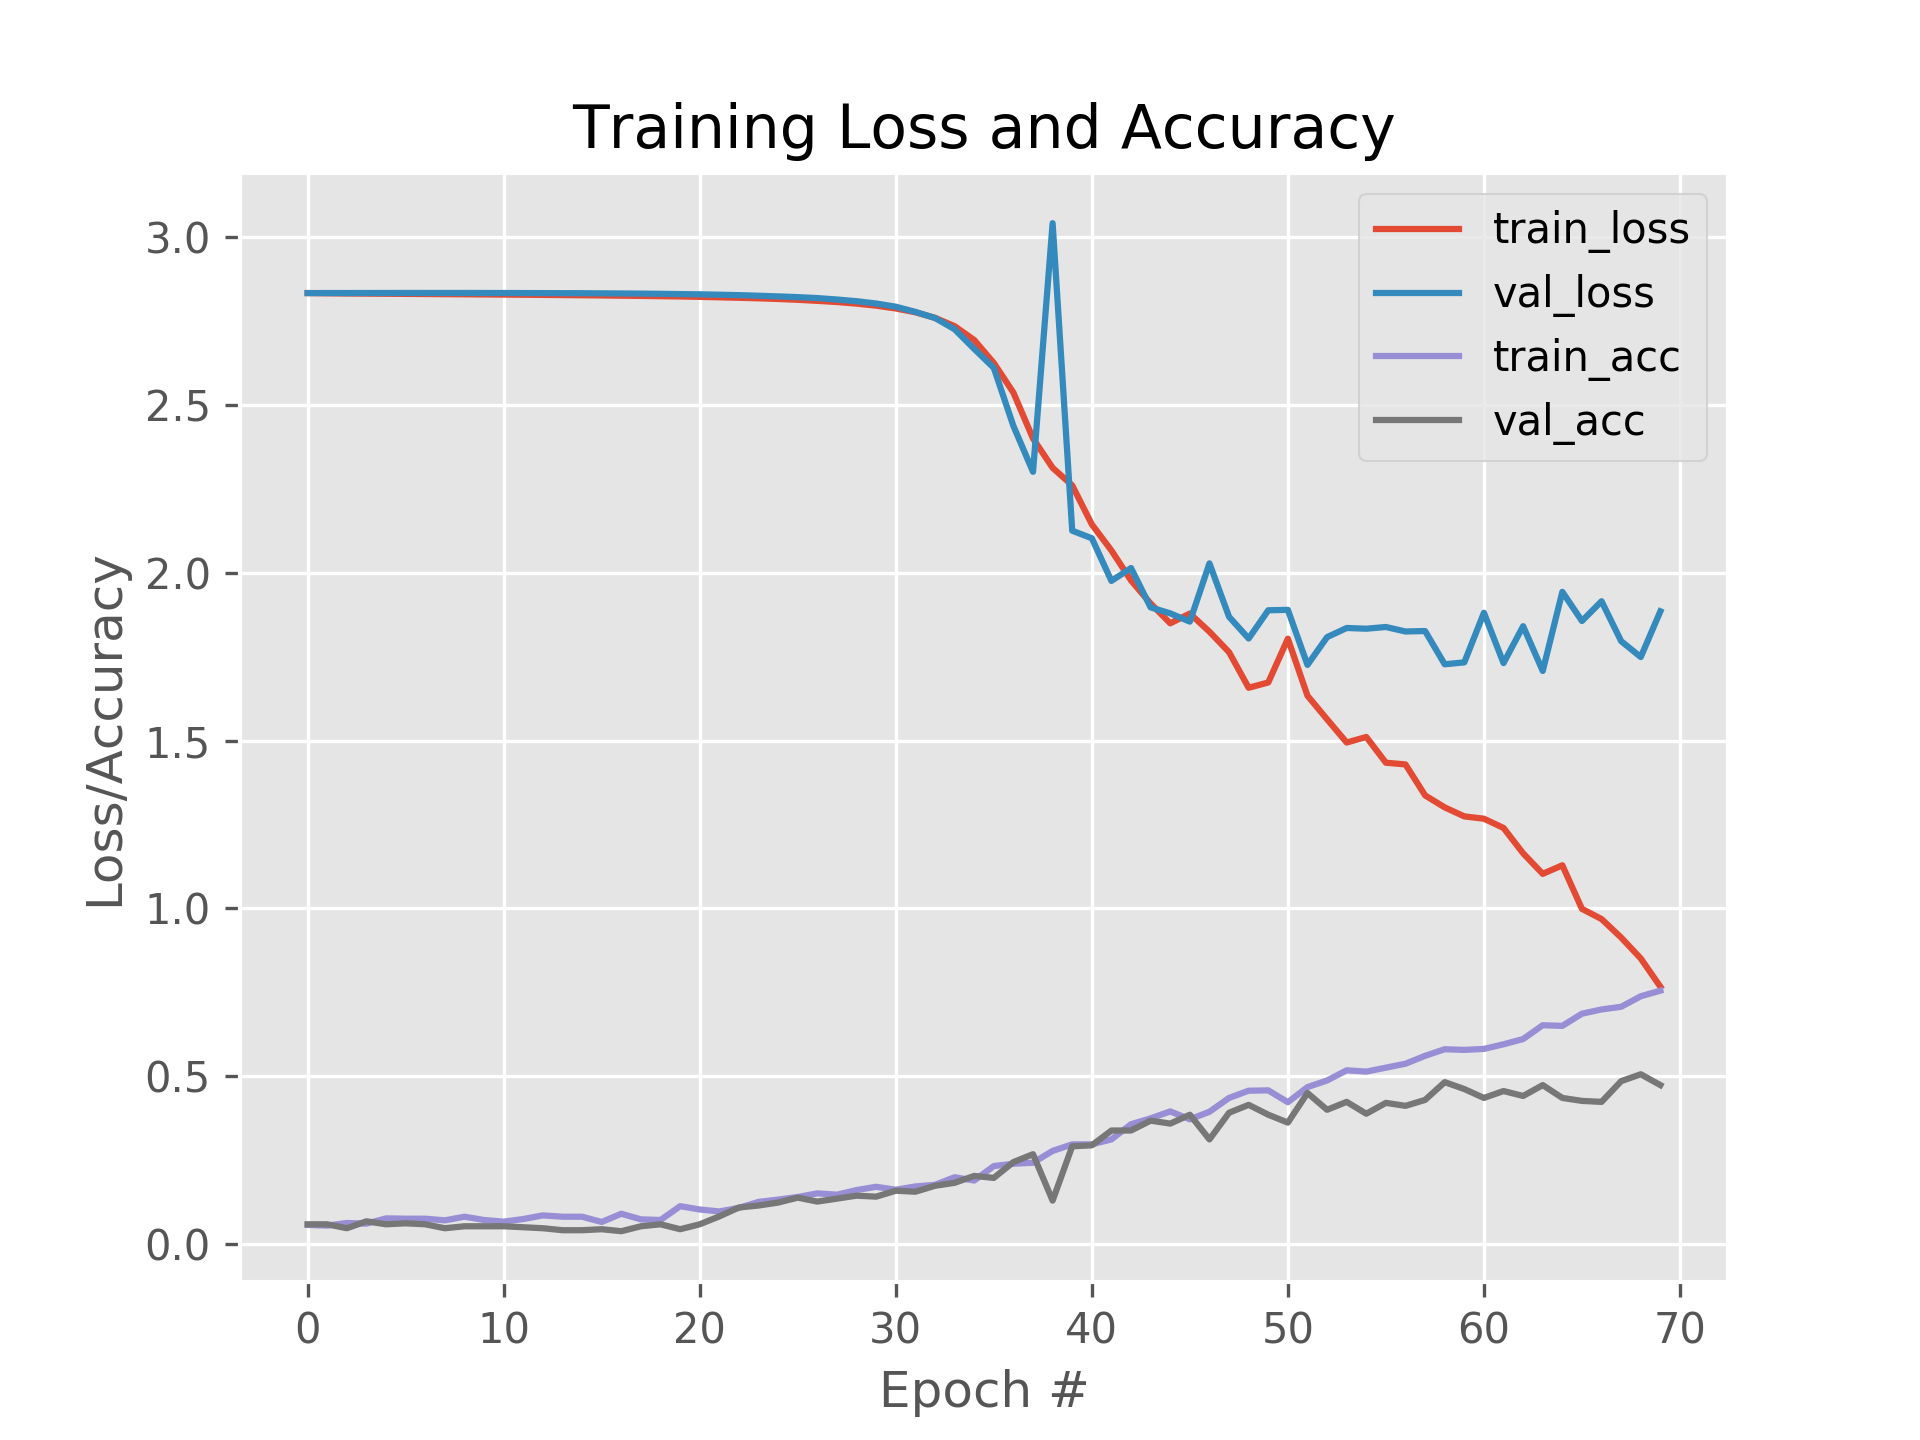 Training Loss and Accuracy
train_loss
val_loss
train_acc
val_acc
Loss/Accuracy
3.0
2.5
2.0
1.5
1.0
0.5
0.0
0 10 20 30 40 50 60 70
Epoch #